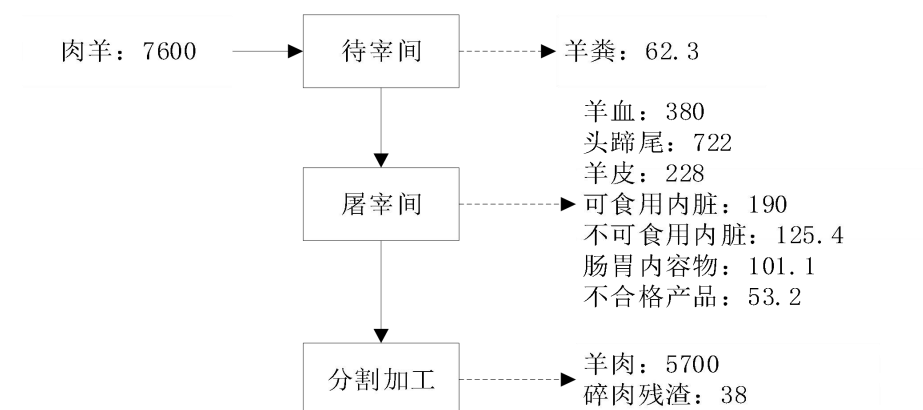 肉羊：7600
待宰间
羊粪：62.3
羊血：380
头蹄尾：722
羊皮：228
屠宰间
可食用内脏：190
不可食用内脏：125.4
肠胃内容物：101.1
不合格产品：53.2
分割加工
羊肉：5700
碎肉残渣：38